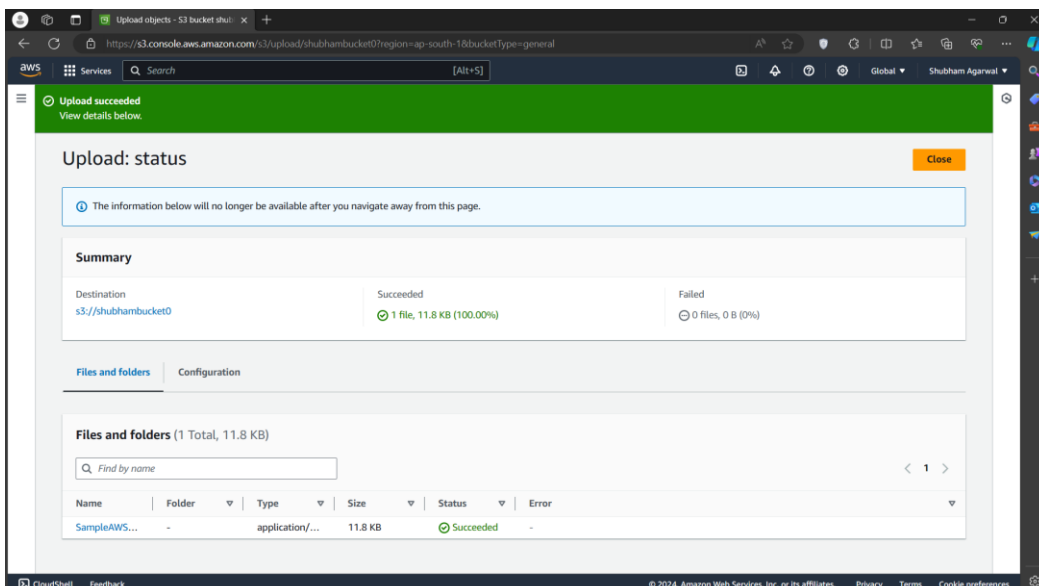 Upload objects - S3 bucket shub
https://s3.console.aws.amazon.com/s3/upload/shubhambucket0?region=ap-south-1&bucketType=general
aws Services Search [Alt+S] Global Shubham Agarwal
Upload succeeded
View details below.
Upload: status Close
The information below will no longer be available after you navigate away from this page.
Summary
Destination Succeeded Failed
s3://shubhambucket0 1 file, 11.8 KB (100.00%) 0 files, 0 B (0%)
Files and folders Configuration
Files and folders (1 Total, 11.8 KB)
Find by name 1
Name Folder Type Size Status Error
SampleAWS... - application/... 11.8 KB Succeeded -
CloudShell Feedback © 2024, Amazon Web Services, Inc. or its affiliates. Privacy Terms Cookie preferences